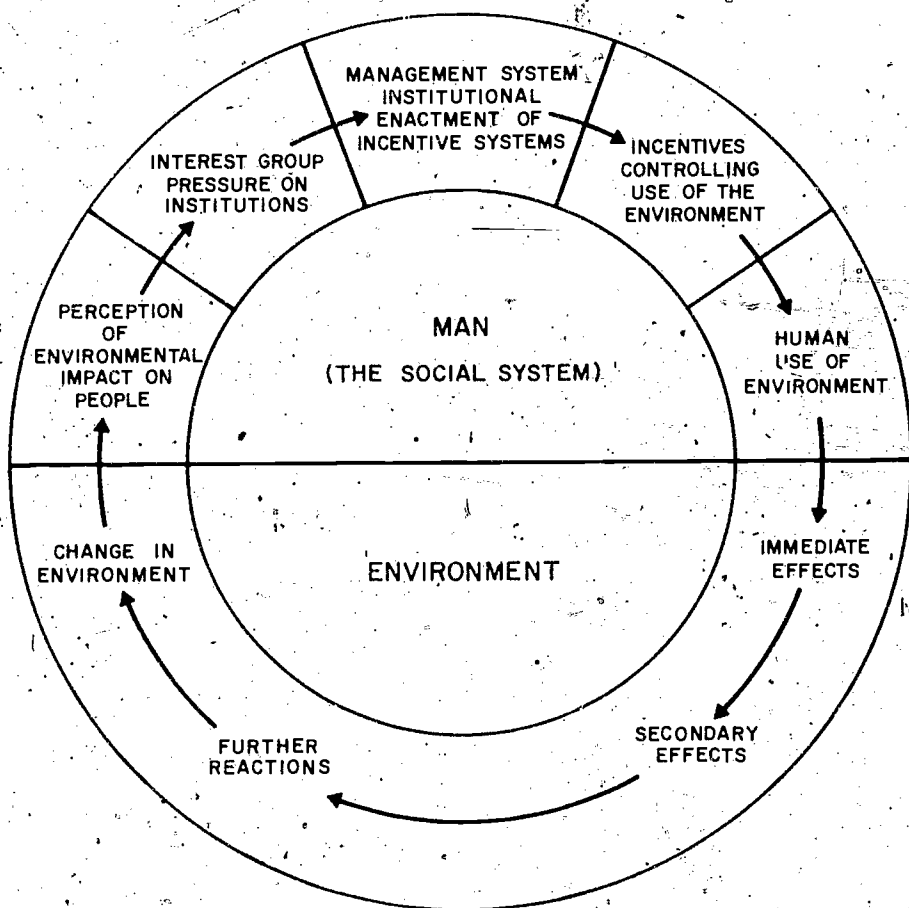 MANAGEMENT SYSTEM
INSTITUTIONAL
ENACTMENT OF
INCENTIVE SYSTEMS
INCENTIVES
CONTROLLING
USE OF THE
ENVIRONMENT
HUMAN
USE OF
ENVIRONMENT
IMMEDIATE
EFFECTS
SECONDARY
EFFECTS
FURTHER
REACTIONS
CHANGE IN
ENVIRONMENT
PERCEPTION
OF
ENVIRONMENTAL
IMPACT ON
PEOPLE
INTEREST GROUP
PRESSURE ON
INSTITUTIONS
MAN
(THE SOCIAL SYSTEM)
ENVIRONMENT